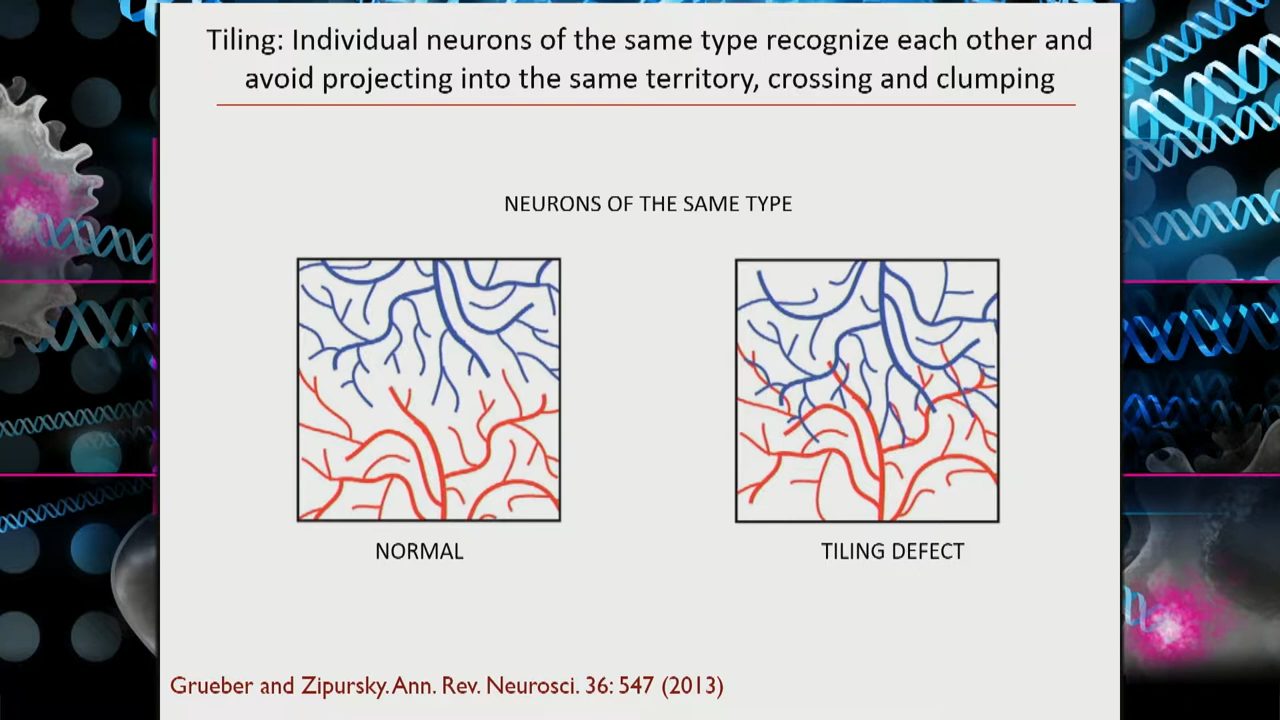 Tiling: Individual neurons of the same type recognize each other and
avoid projecting into the same territory, crossing and clumping
NEURONS OF THE SAME TYPE
NORMAL
TILING DEFECT
Grueber and Zipursky. Ann. Rev. Neurosci. 36: 547 (2013)